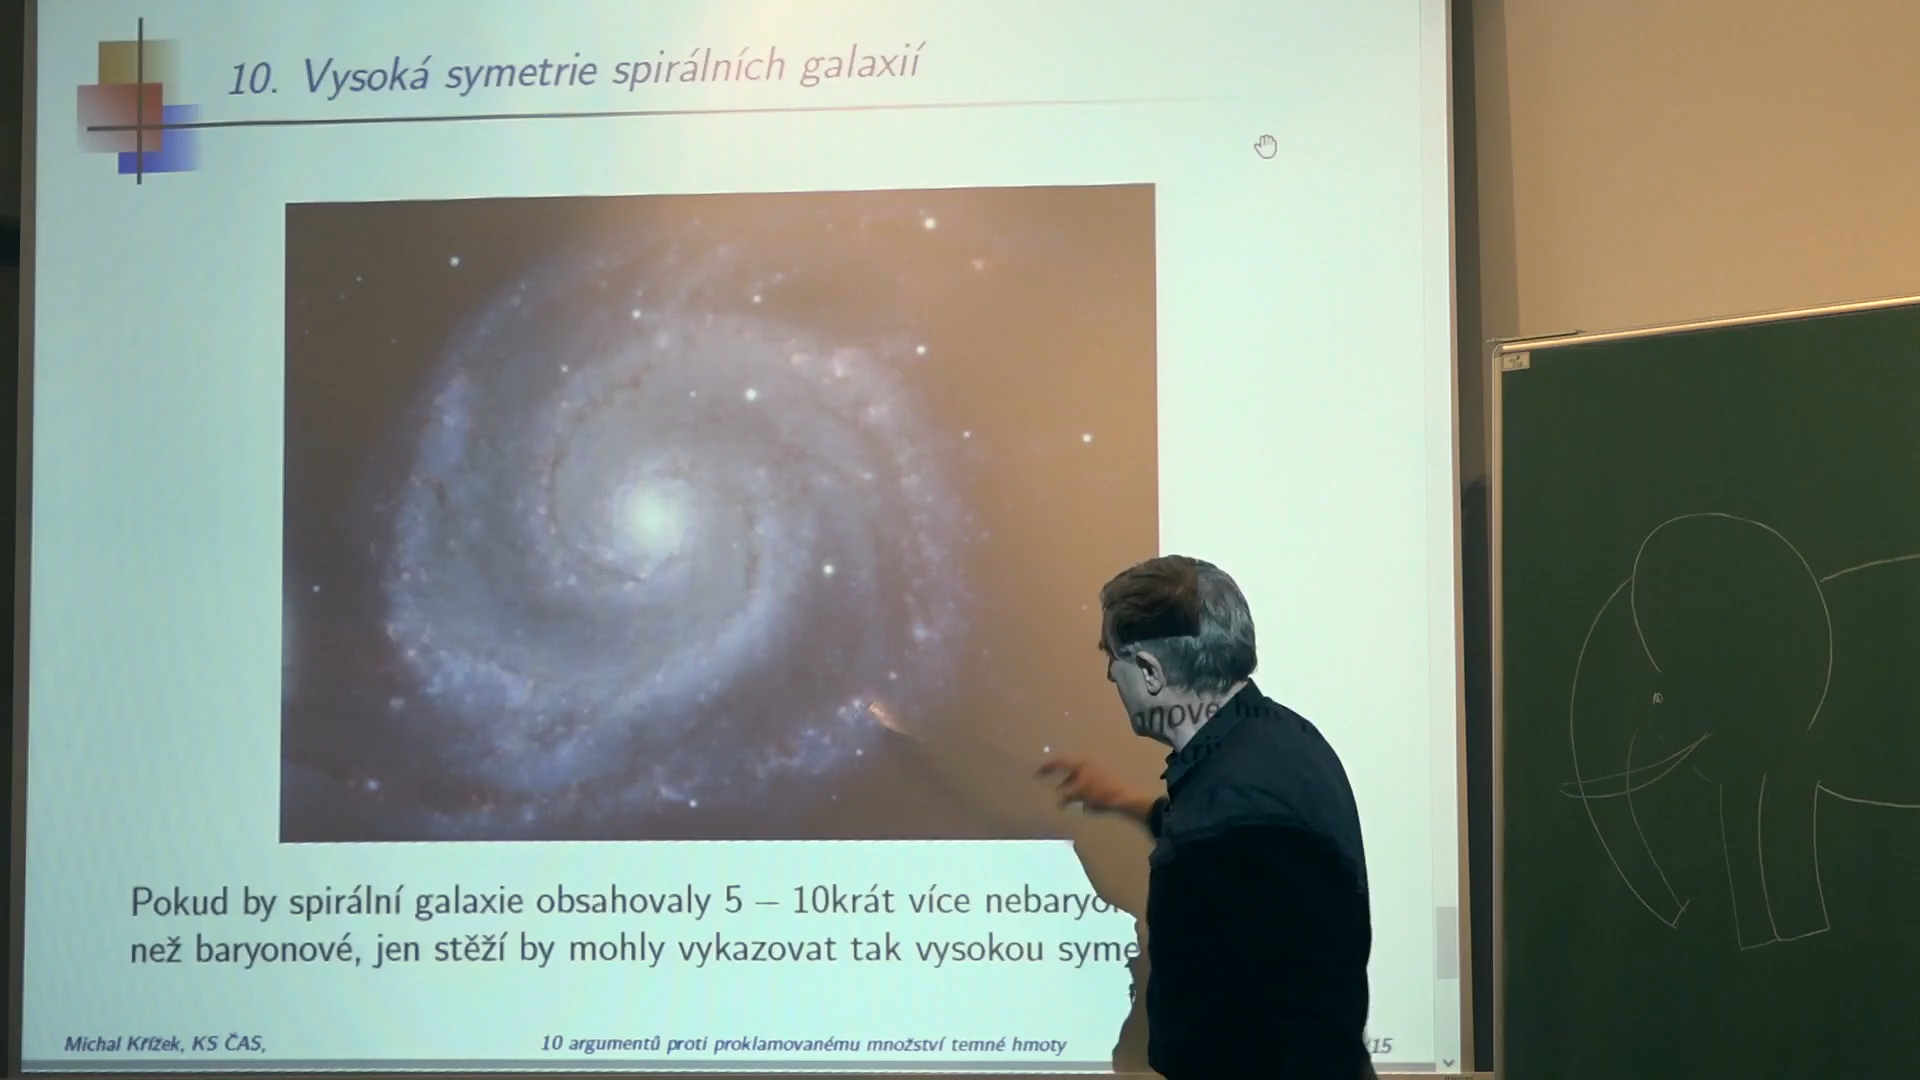 10. Vysoká symetrie spirálních galaxií
Pokud by spirální galaxie obsahovaly 5 – 10krát více
než baryonové, jen stěží by mohly vykazovat tak vysokou
Michal Křížek, KS ČAS,
10 argumentů proti proklamovanému množství temné hmoty
/15